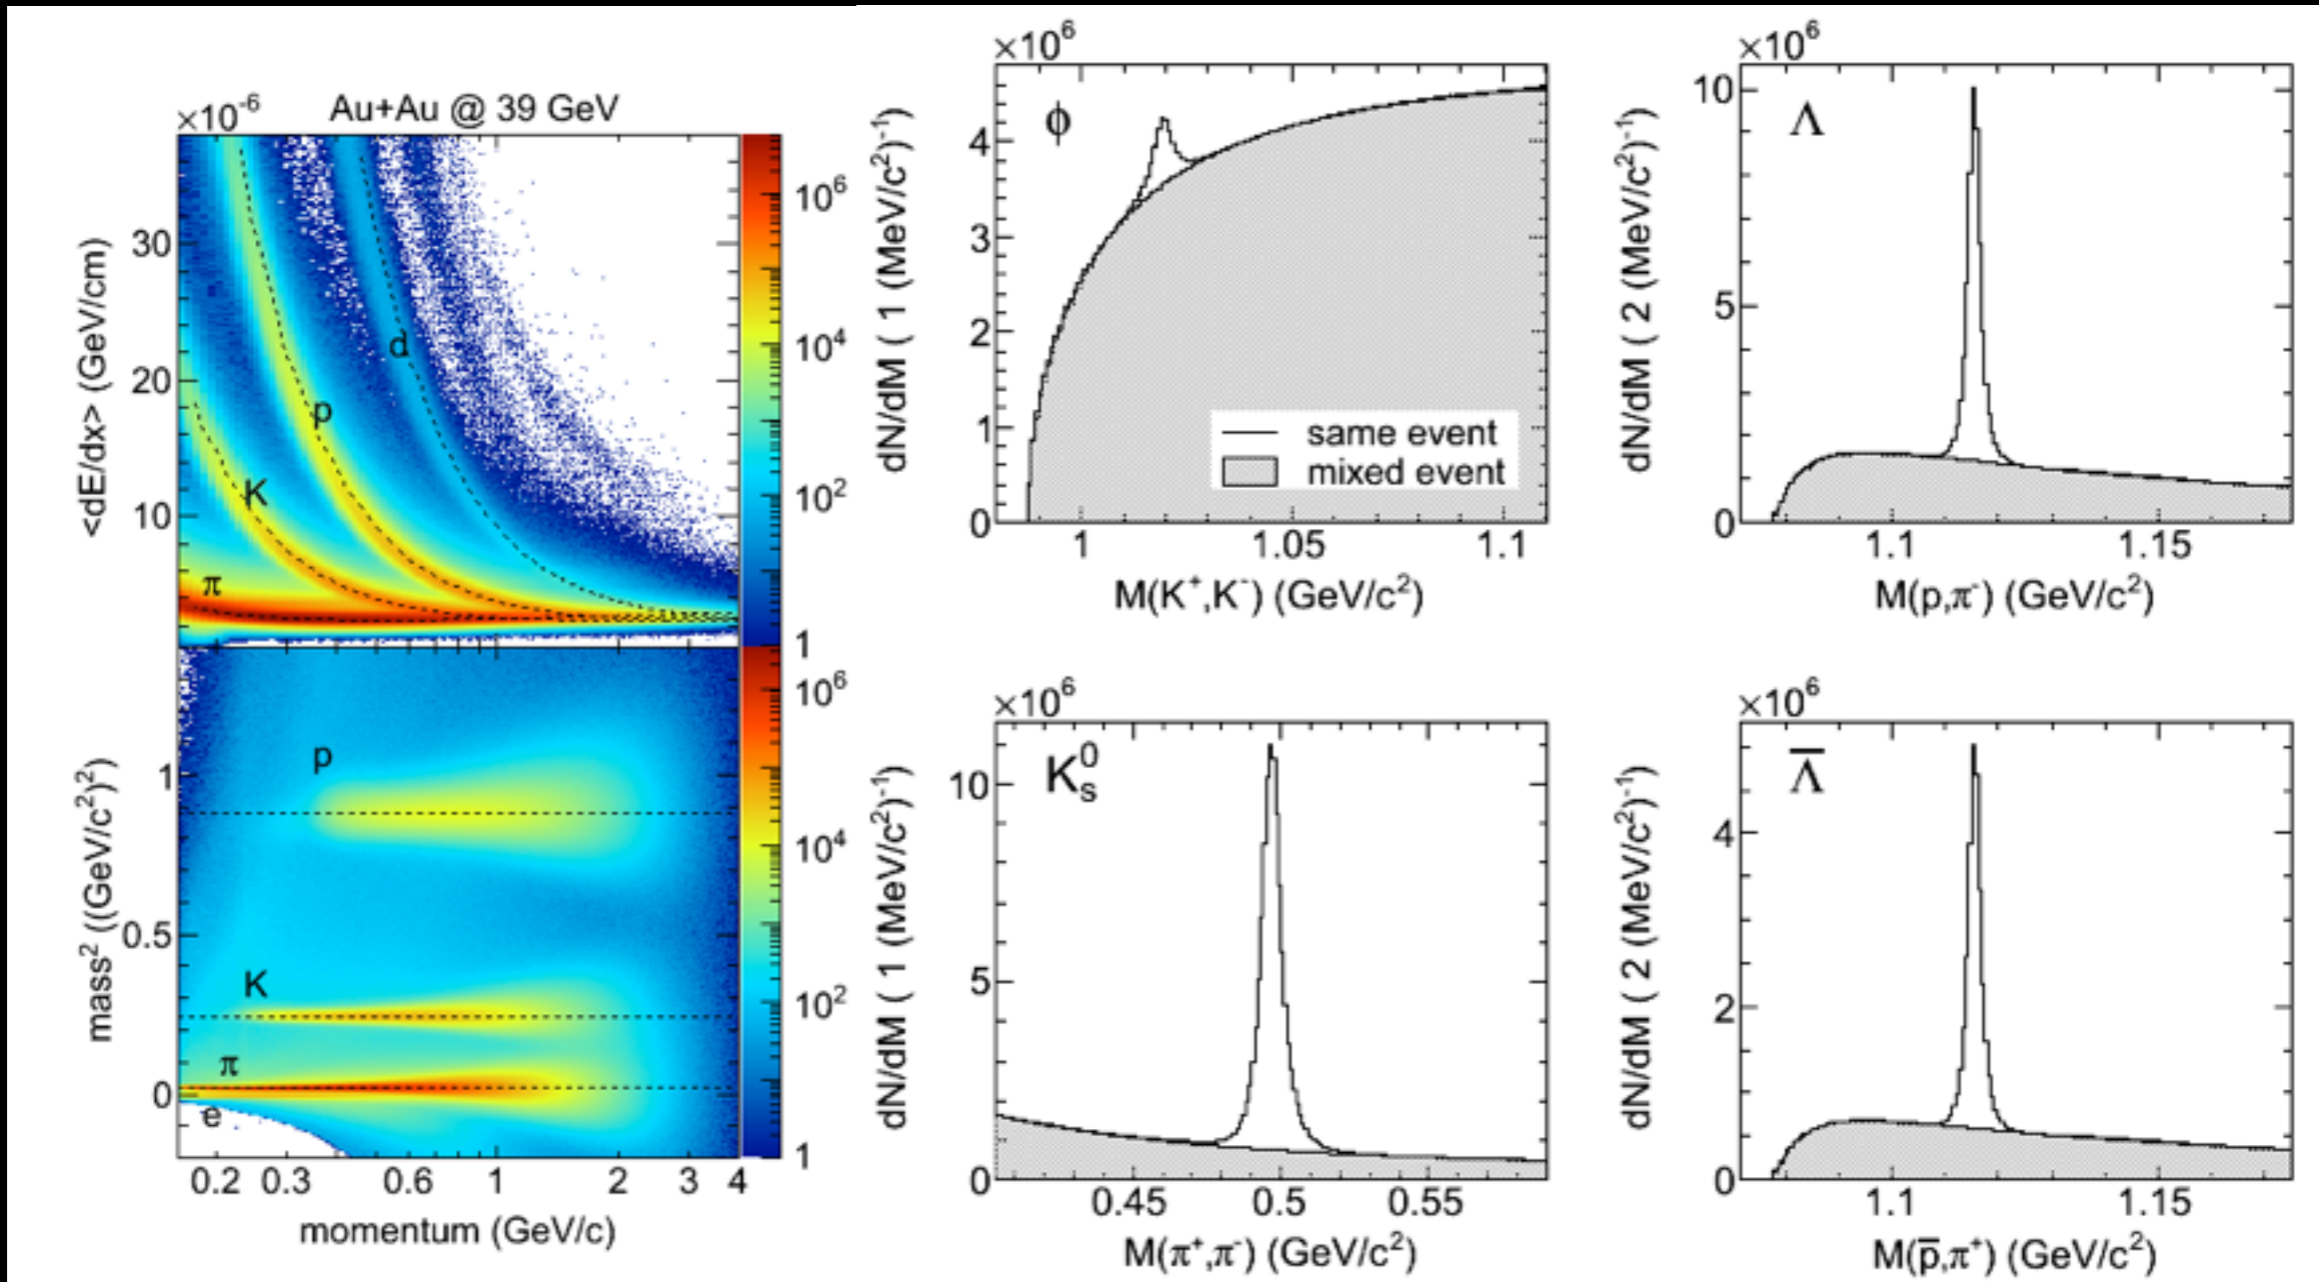 ×10⁻⁶ Au+Au @ 39 GeV
<dE/dx> (GeV/cm)
30
20
10
d
p
K
π
10⁶
10⁴
10²
1
mass² ((GeV/c²)²)
1
0.5
0
p
K
π
e
10⁶
10⁴
10²
1
0.2 0.3 0.6 1 2 3 4
momentum (GeV/c)
×10⁶
ϕ
dN/dM ( 1 (MeV/c²)⁻¹)
4
3
2
1
0
same event
mixed event
1 1.05 1.1
M(K⁺,K⁻) (GeV/c²)
×10⁶
Λ
dN/dM ( 2 (MeV/c²)⁻¹)
10
5
0
1.1 1.15
M(p,π⁻) (GeV/c²)
×10⁶
K⁰ₛ
dN/dM ( 1 (MeV/c²)⁻¹)
10
5
0
0.45 0.5 0.55
M(π⁺,π⁻) (GeV/c²)
×10⁶
Λ̅
dN/dM ( 2 (MeV/c²)⁻¹)
4
2
0
1.1 1.15
M(p̅,π⁺) (GeV/c²)